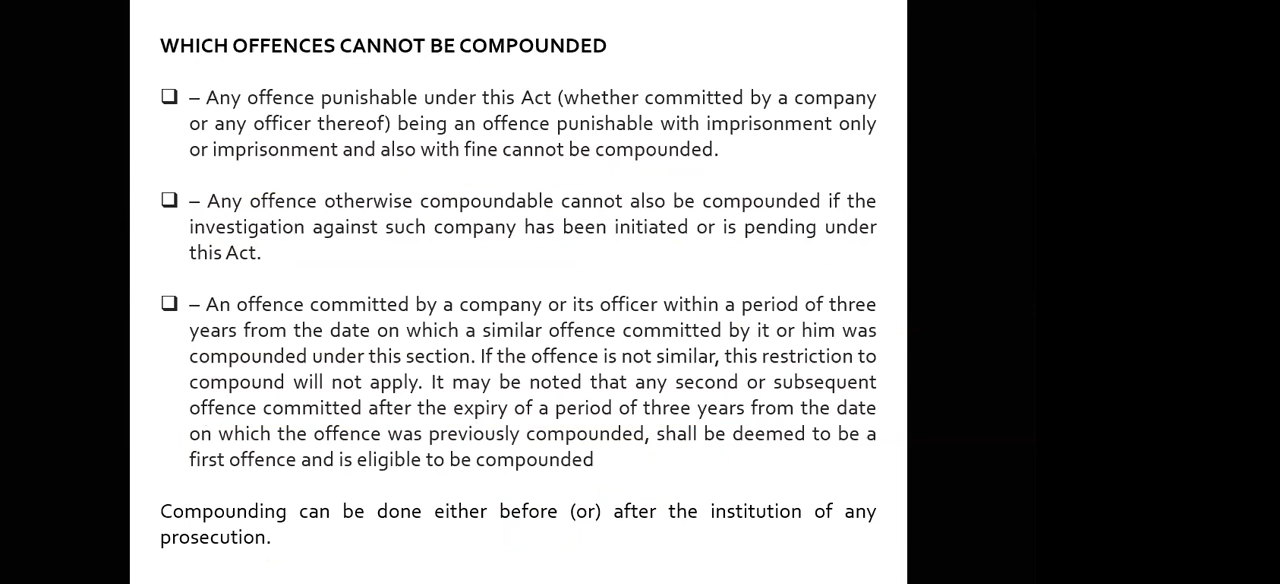 WHICH OFFENCES CANNOT BE COMPOUNDED
❑ – Any offence punishable under this Act (whether committed by a company
or any officer thereof) being an offence punishable with imprisonment only
or imprisonment and also with fine cannot be compounded.
❑ – Any offence otherwise compoundable cannot also be compounded if the
investigation against such company has been initiated or is pending under
this Act.
❑ – An offence committed by a company or its officer within a period of three
years from the date on which a similar offence committed by it or him was
compounded under this section. If the offence is not similar, this restriction to
compound will not apply. It may be noted that any second or subsequent
offence committed after the expiry of a period of three years from the date
on which the offence was previously compounded, shall be deemed to be a
first offence and is eligible to be compounded
Compounding can be done either before (or) after the institution of any
prosecution.